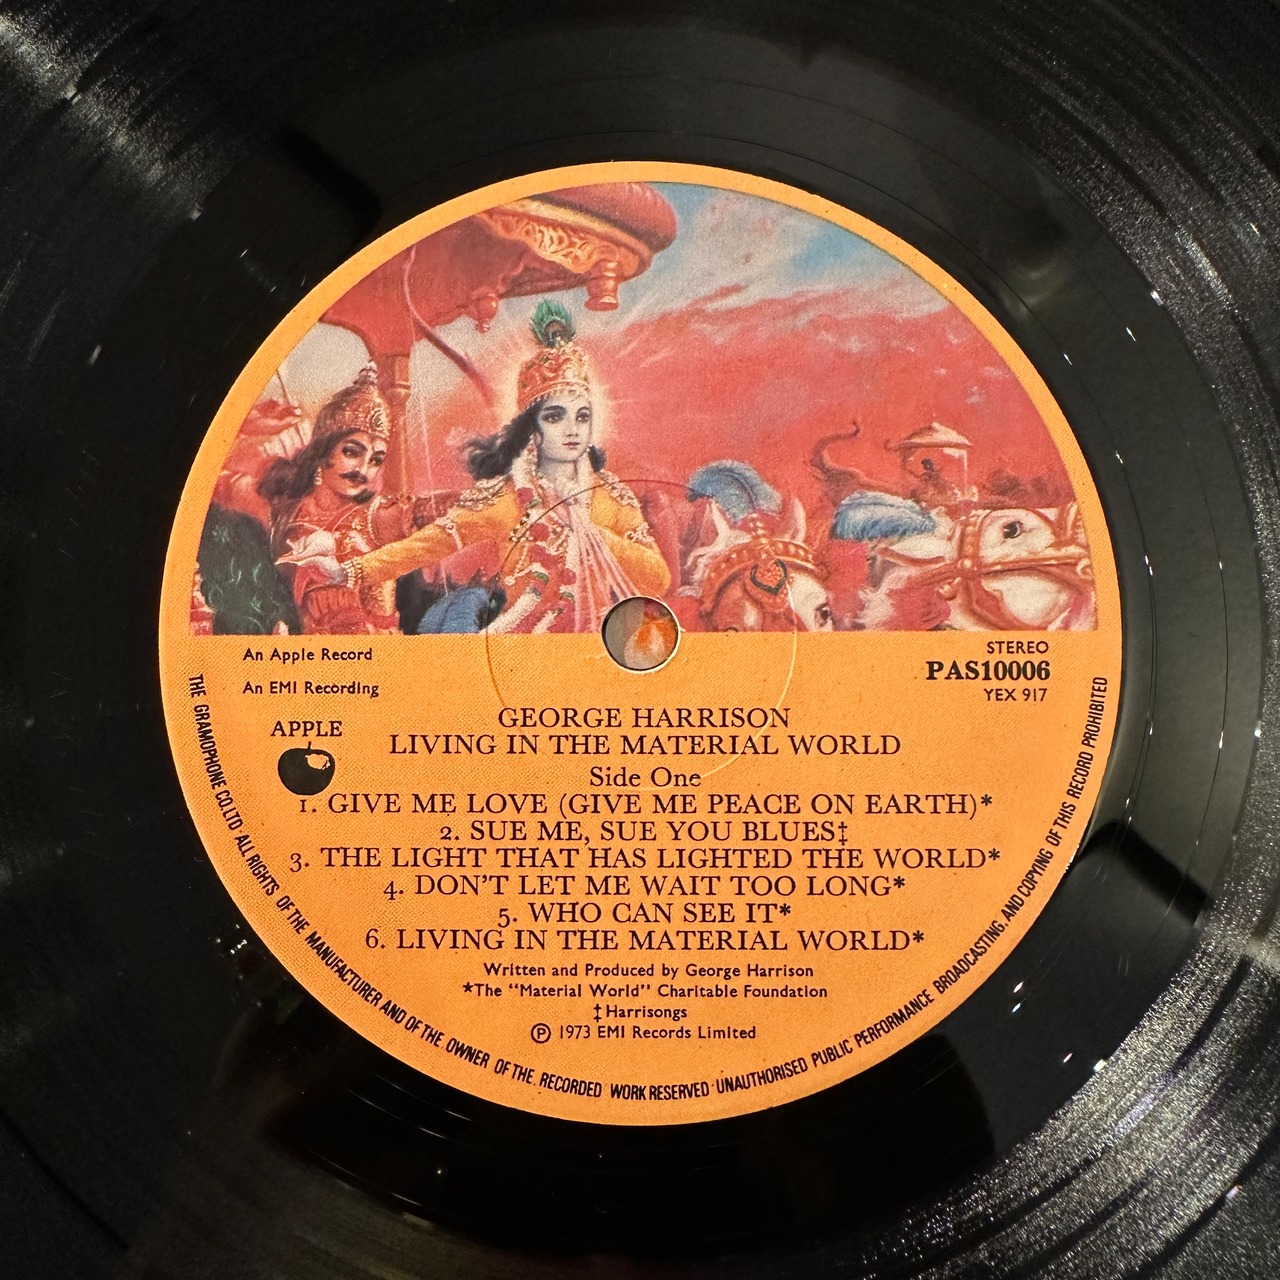 An Apple Record
An EMI Recording
APPLE
STEREO
PAS10006
YEX 917
GEORGE HARRISON
LIVING IN THE MATERIAL WORLD
Side One
1. GIVE ME LOVE (GIVE ME PEACE ON EARTH)*
2. SUE ME, SUE YOU BLUES‡
3. THE LIGHT THAT HAS LIGHTED THE WORLD*
4. DON'T LET ME WAIT TOO LONG*
5. WHO CAN SEE IT*
6. LIVING IN THE MATERIAL WORLD*
Written and Produced by George Harrison
*The "Material World" Charitable Foundation
‡Harrisongs
℗ 1973 EMI Records Limited
THE GRAMOPHONE CO.LTD· ALL RIGHTS OF THE MANUFACTURER AND OF THE OWNER OF THE. RECORDED WORK RESERVED·UNAUTHORISED PUBLIC PERFORMANCE BROADCASTING. AND COPYING OF THIS RECORD PROHIBITED